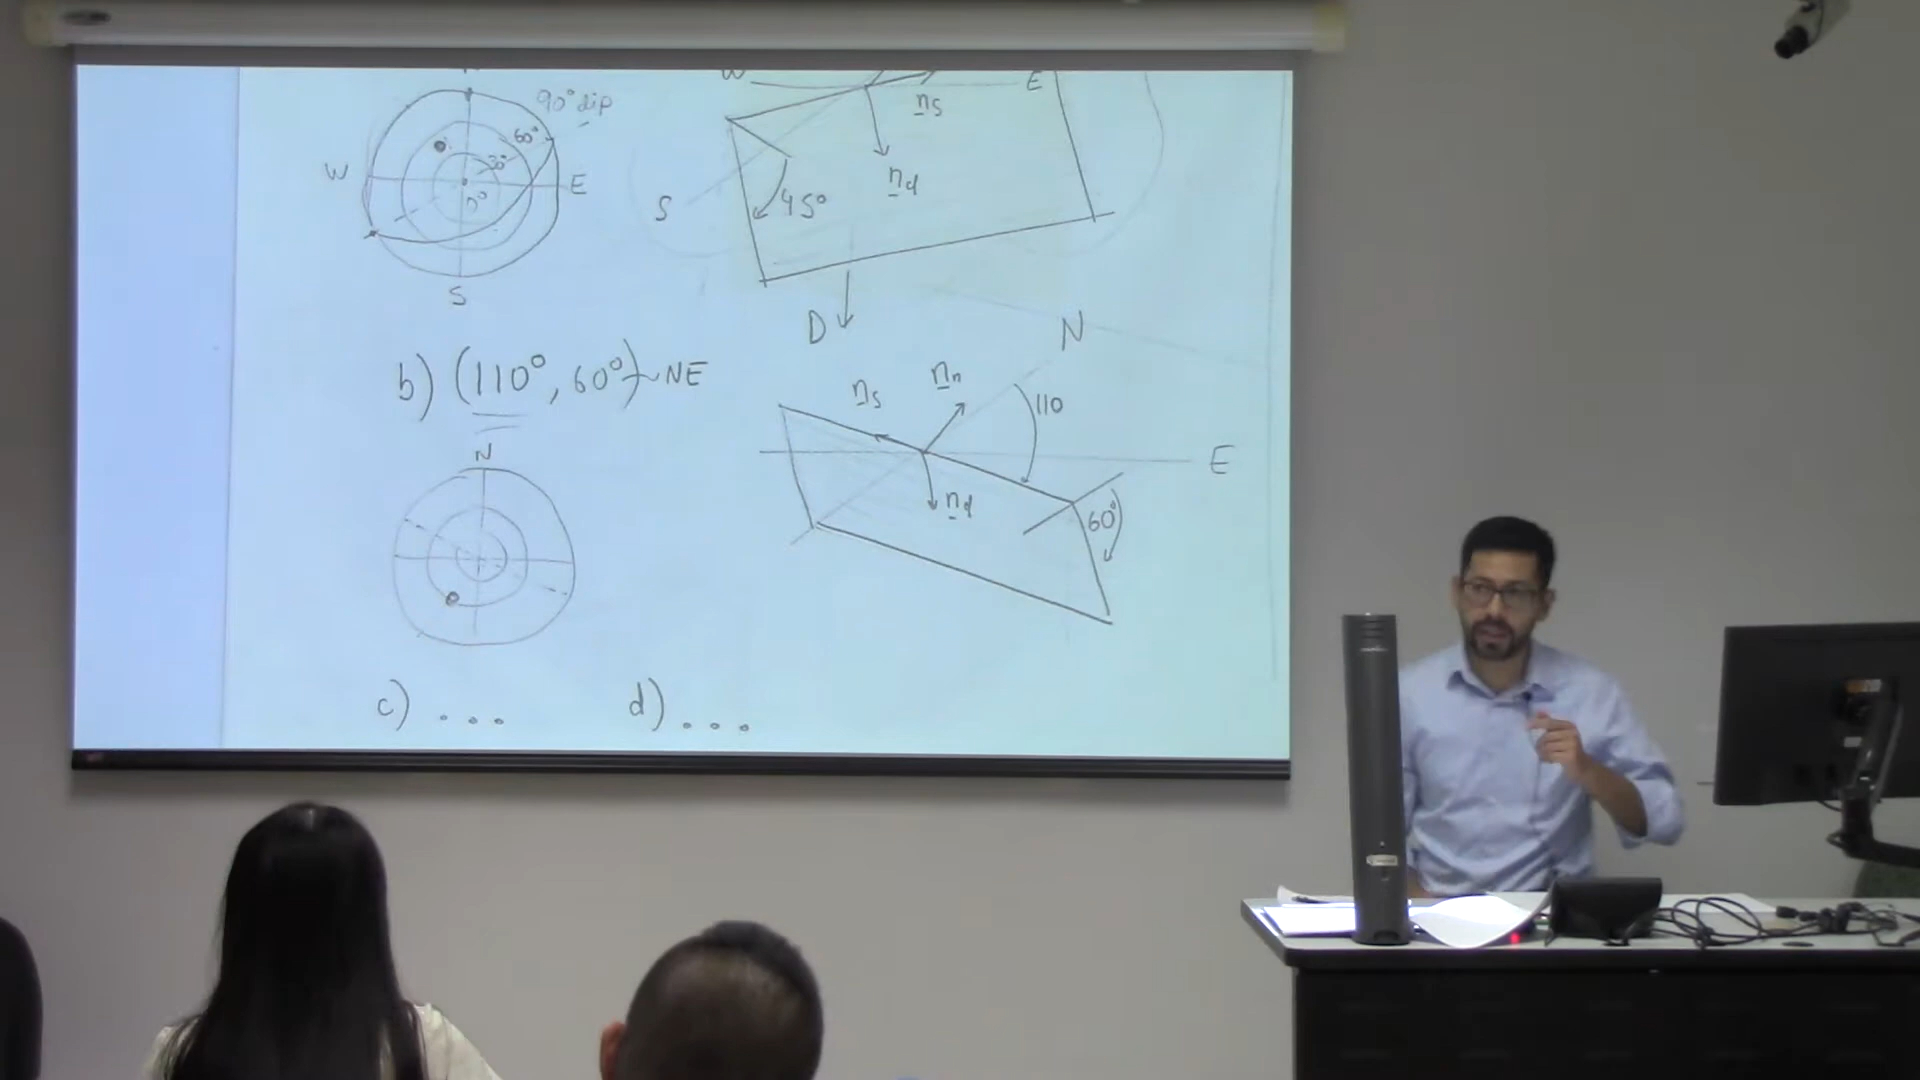 90° dip
60°
30°
0°
W
E
S
W
E
n_s
n_d
45°
S
D
N
b) (110°, 60°) ~ NE
N
n_s
n_n
110
E
n_d
60°
c) ...
d) ...